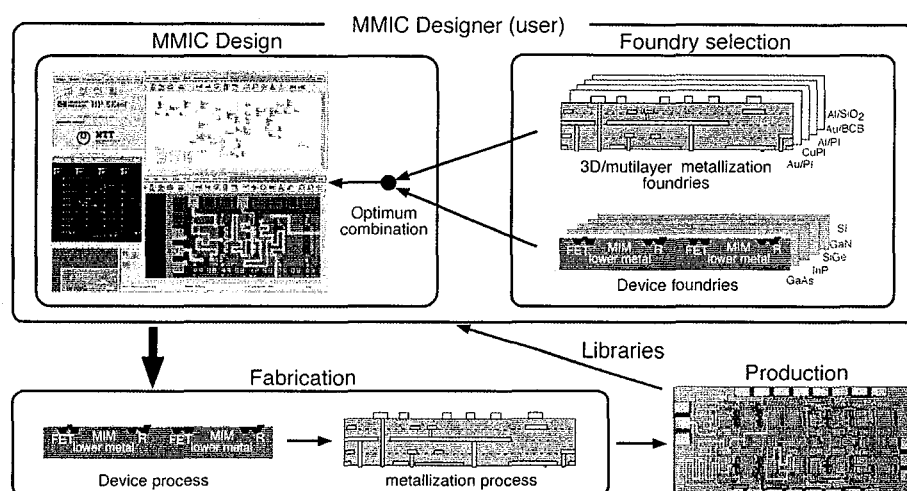 MMIC Designer (user)
MMIC Design
Foundry selection
NTT
Optimum
combination
Al/SiO2
Au/BCB
Al/PI
CuPI
Au/PI
3D/mutilayer metallization
foundries
Si
GaN
SiGe
InP
GaAs
FET MIM R FET MIM R
lower metal lower metal
Device foundries
Libraries
Fabrication
Production
FET MIM R FET MIM R
lower metal lower metal
Device process
metallization process